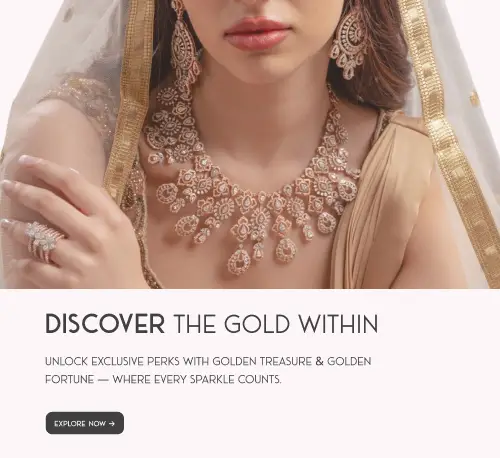 DISCOVER THE GOLD WITHIN
UNLOCK EXCLUSIVE PERKS WITH GOLDEN TREASURE & GOLDEN
FORTUNE — WHERE EVERY SPARKLE COUNTS.
EXPLORE NOW →